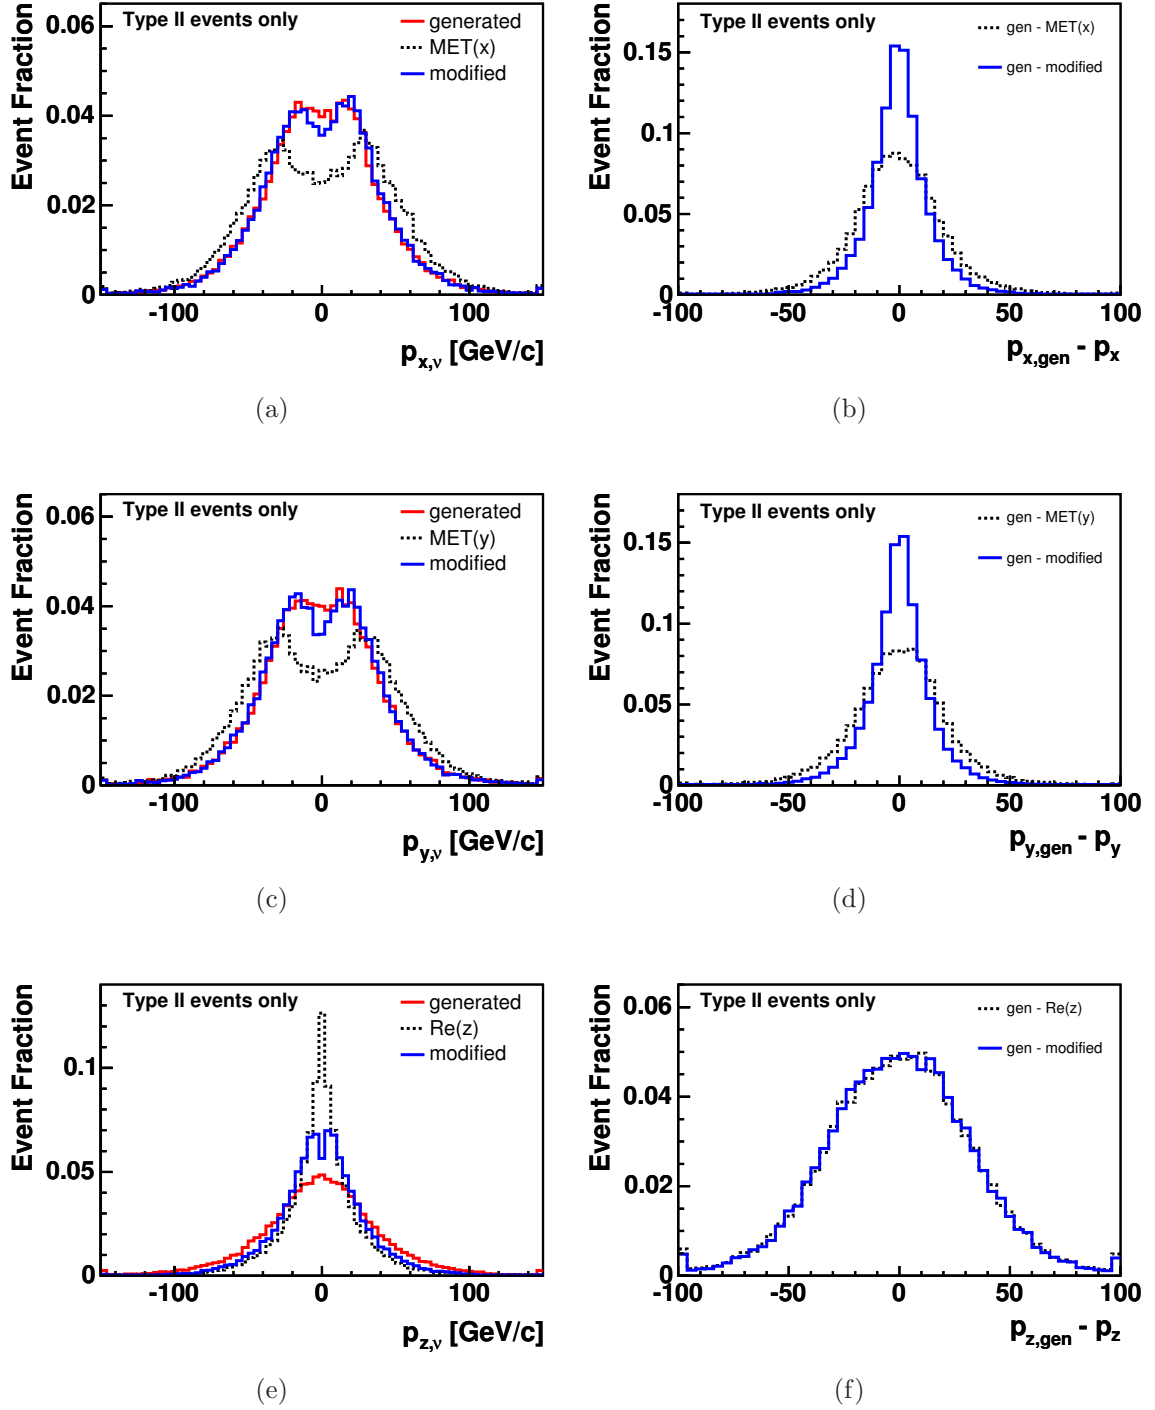 Type II events only
generated
MET(x)
modified
Event Fraction
0.06
0.04
0.02
0
-100
0
100
p_x,ν [GeV/c]
(a)
Type II events only
gen - MET(x)
gen - modified
Event Fraction
0.15
0.1
0.05
0
-100
-50
0
50
100
p_x,gen - p_x
(b)
Type II events only
generated
MET(y)
modified
Event Fraction
0.06
0.04
0.02
0
-100
0
100
p_y,ν [GeV/c]
(c)
Type II events only
gen - MET(y)
gen - modified
Event Fraction
0.15
0.1
0.05
0
-100
-50
0
50
100
p_y,gen - p_y
(d)
Type II events only
generated
Re(z)
modified
Event Fraction
0.1
0.05
0
-100
0
100
p_z,ν [GeV/c]
(e)
Type II events only
gen - Re(z)
gen - modified
Event Fraction
0.06
0.04
0.02
0
-100
-50
0
50
100
p_z,gen - p_z
(f)